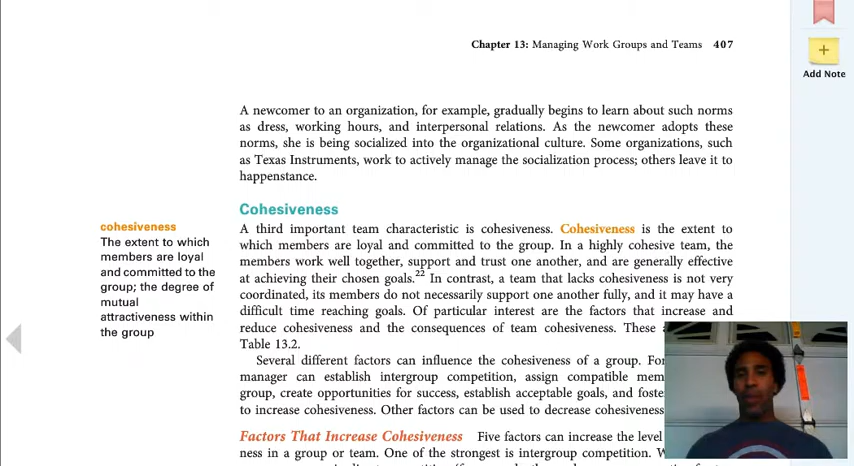 Chapter 13: Managing Work Groups and Teams 407
Add Note
A newcomer to an organization, for example, gradually begins to learn about such norms
as dress, working hours, and interpersonal relations. As the newcomer adopts these
norms, she is being socialized into the organizational culture. Some organizations, such
as Texas Instruments, work to actively manage the socialization process; others leave it to
happenstance.
Cohesiveness
cohesiveness
The extent to which
members are loyal
and committed to the
group; the degree of
mutual
attractiveness within
the group
A third important team characteristic is cohesiveness. Cohesiveness is the extent to
which members are loyal and committed to the group. In a highly cohesive team, the
members work well together, support and trust one another, and are generally effective
at achieving their chosen goals.22 In contrast, a team that lacks cohesiveness is not very
coordinated, its members do not necessarily support one another fully, and it may have a
difficult time reaching goals. Of particular interest are the factors that increase and
reduce cohesiveness and the consequences of team cohesiveness. These
Table 13.2.
Several different factors can influence the cohesiveness of a group. For
manager can establish intergroup competition, assign compatible mem
group, create opportunities for success, establish acceptable goals, and foste
to increase cohesiveness. Other factors can be used to decrease cohesiveness
Factors That Increase Cohesiveness Five factors can increase the level
ness in a group or team. One of the strongest is intergroup competition. W